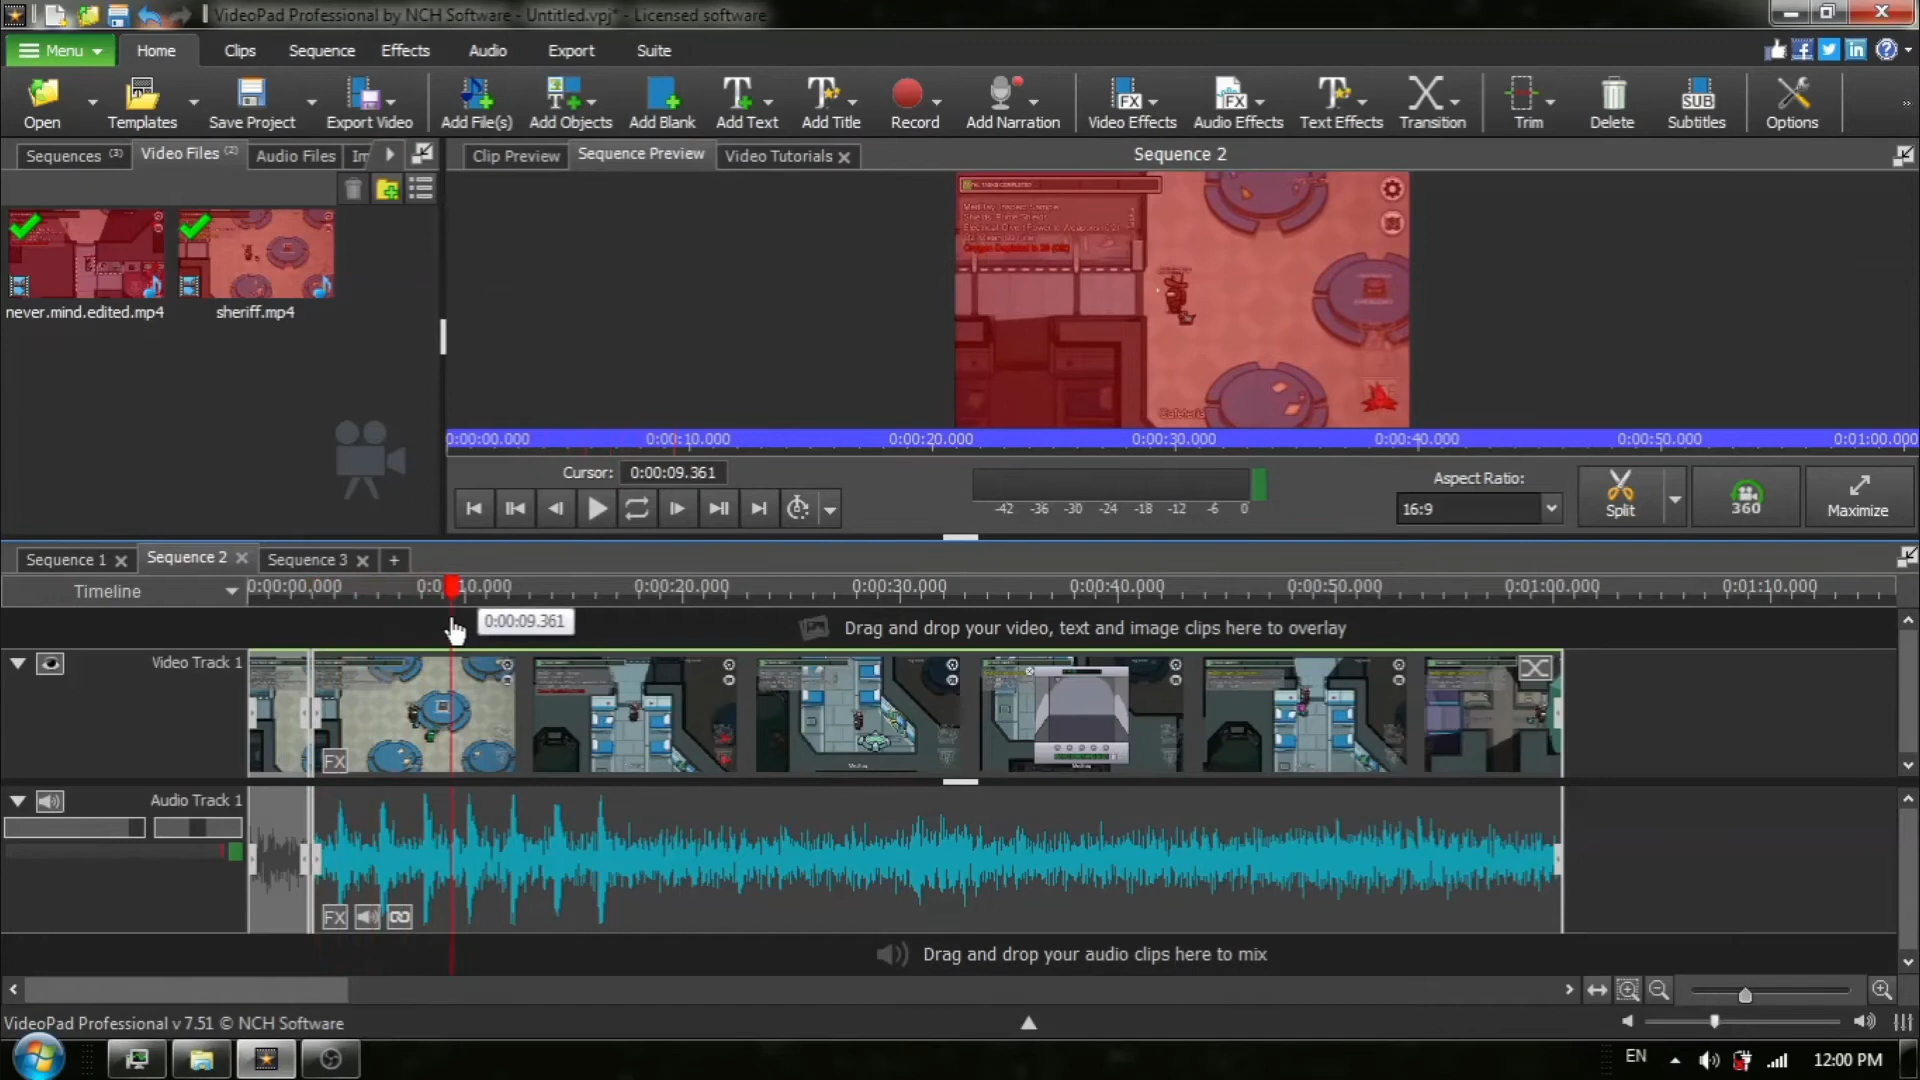 VideoPad Professional by NCH Software - Untitled.vpj* - Licensed software
Menu Home Clips Sequence Effects Audio Export Suite
Open Templates Save Project Export Video Add File(s) Add Objects Add Blank Add Text Add Title Record Add Narration Video Effects Audio Effects Text Effects Transition Trim Delete Subtitles Options
Sequences (3) Video Files (2) Audio Files Clip Preview Sequence Preview Video Tutorials Sequence 2
never.mind.edited.mp4 sheriff.mp4
Cafeteria
0:00:00.000 0:00:10.000 0:00:20.000 0:00:30.000 0:00:40.000 0:00:50.000 0:01:00.000
Cursor: 0:00:09.361
-42 -36 -30 -24 -18 -12 -6 0
Aspect Ratio:
16:9
Split 360 Maximize
Sequence 1 Sequence 2 Sequence 3 +
Timeline
0:00:00.000 0:00:20.000 0:00:30.000 0:00:40.000 0:00:50.000 0:01:00.000 0:01:10.000
0:00:09.361
Drag and drop your video, text and image clips here to overlay
Video Track 1
FX
Audio Track 1
FX
Drag and drop your audio clips here to mix
VideoPad Professional v 7.51 © NCH Software
EN 12:00 PM